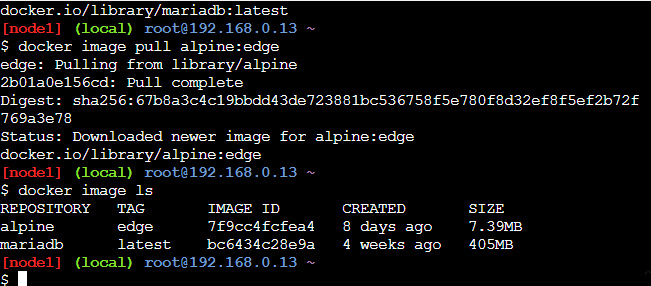 docker.io/library/mariadb:latest
[node1] (local) root@192.168.0.13 ~
$ docker image pull alpine:edge
edge: Pulling from library/alpine
2b01a0e156cd: Pull complete
Digest: sha256:67b8a3c4c19bbdd43de723881bc536758f5e780f8d32ef8f5ef2b72f
769a3e78
Status: Downloaded newer image for alpine:edge
docker.io/library/alpine:edge
[node1] (local) root@192.168.0.13 ~
$ docker image ls
REPOSITORY   TAG       IMAGE ID       CREATED       SIZE
alpine       edge      7f9cc4fcfea4   8 days ago    7.39MB
mariadb      latest    bc6434c28e9a   4 weeks ago   405MB
[node1] (local) root@192.168.0.13 ~
$